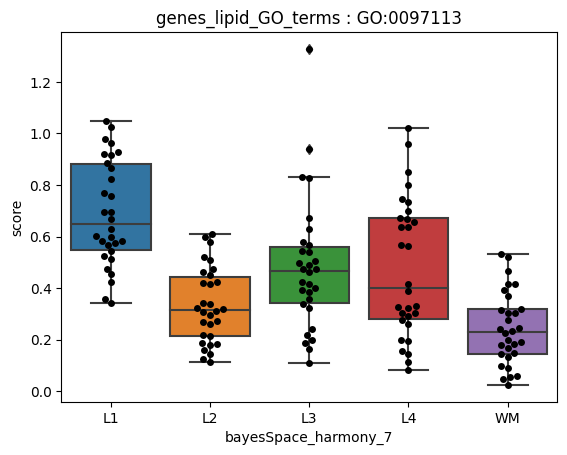 genes_lipid_GO_terms : GO:0097113
score
1.2
1.0
0.8
0.6
0.4
0.2
0.0
L1 L2 L3 L4 WM
bayesSpace_harmony_7